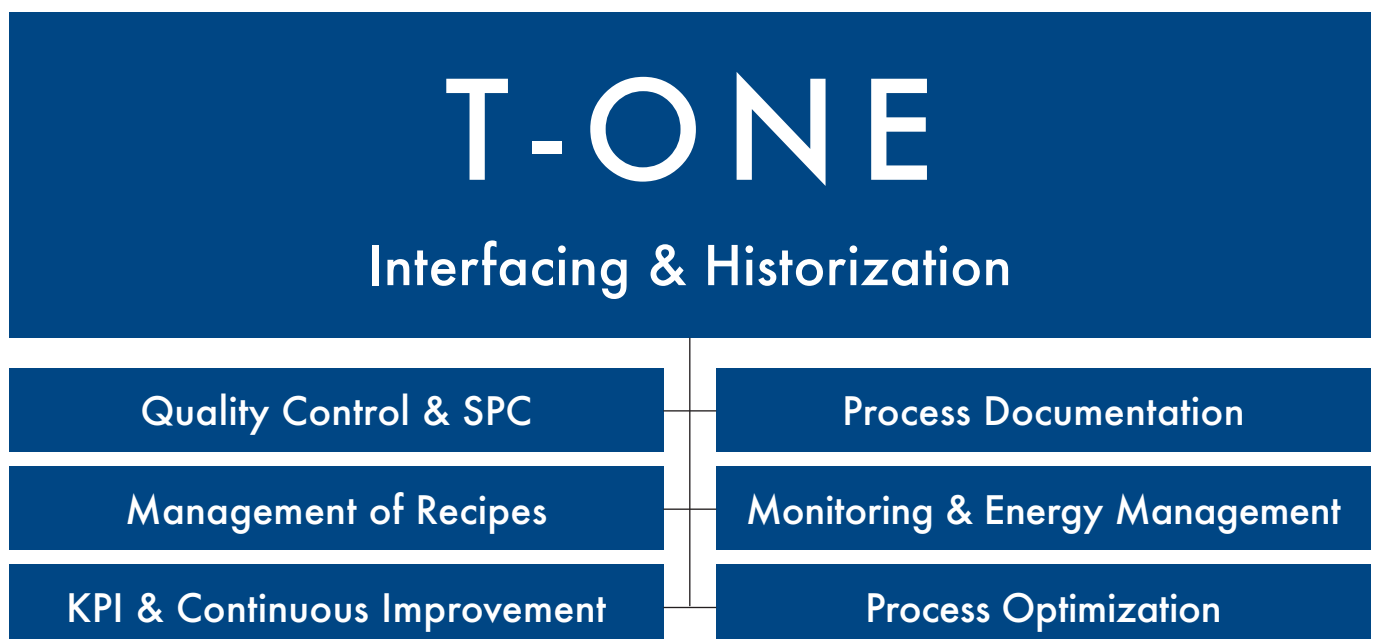 T-ONE
Interfacing & Historization
Quality Control & SPC
Process Documentation
Management of Recipes
Monitoring & Energy Management
KPI & Continuous Improvement
Process Optimization